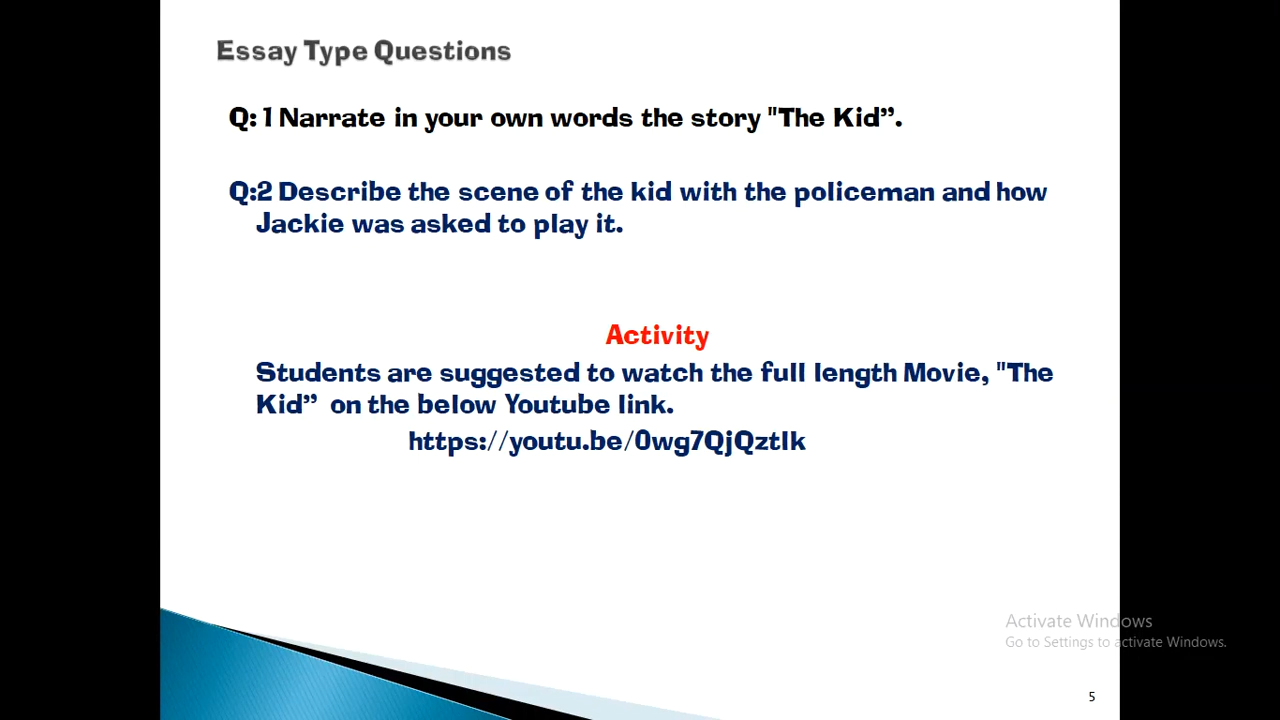 Essay Type Questions
Q: 1 Narrate in your own words the story "The Kid”.
Q:2 Describe the scene of the kid with the policeman and how
Jackie was asked to play it.
Activity
Students are suggested to watch the full length Movie, "The
Kid” on the below Youtube link.
https://youtu.be/0wg7QjQztlk
Activate Windows
Go to Settings to activate Windows.
5